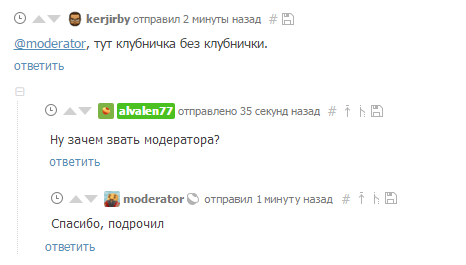 kerjirby отправил 2 минуты назад #
@moderator, тут клубничка без клубнички.
ответить
alvalen77 отправлено 35 секунд назад # ↑
Ну зачем звать модератора?
ответить
moderator отправил 1 минуту назад # ↑
Спасибо, подрочил
ответить